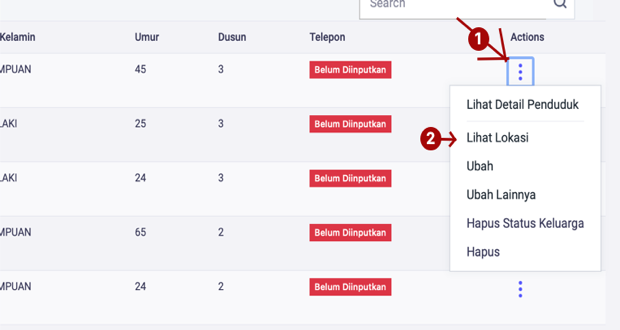 Search
Kelamin Umur Dusun Telepon Actions
1
MPUAN 45 3 Belum Diinputkan
Lihat Detail Penduduk
LAKI 25 3 Belum Diinputkan
2 Lihat Lokasi
Ubah
LAKI 24 3 Belum Diinputkan
Ubah Lainnya
Hapus Status Keluarga
MPUAN 65 2 Belum Diinputkan
Hapus
MPUAN 24 2 Belum Diinputkan